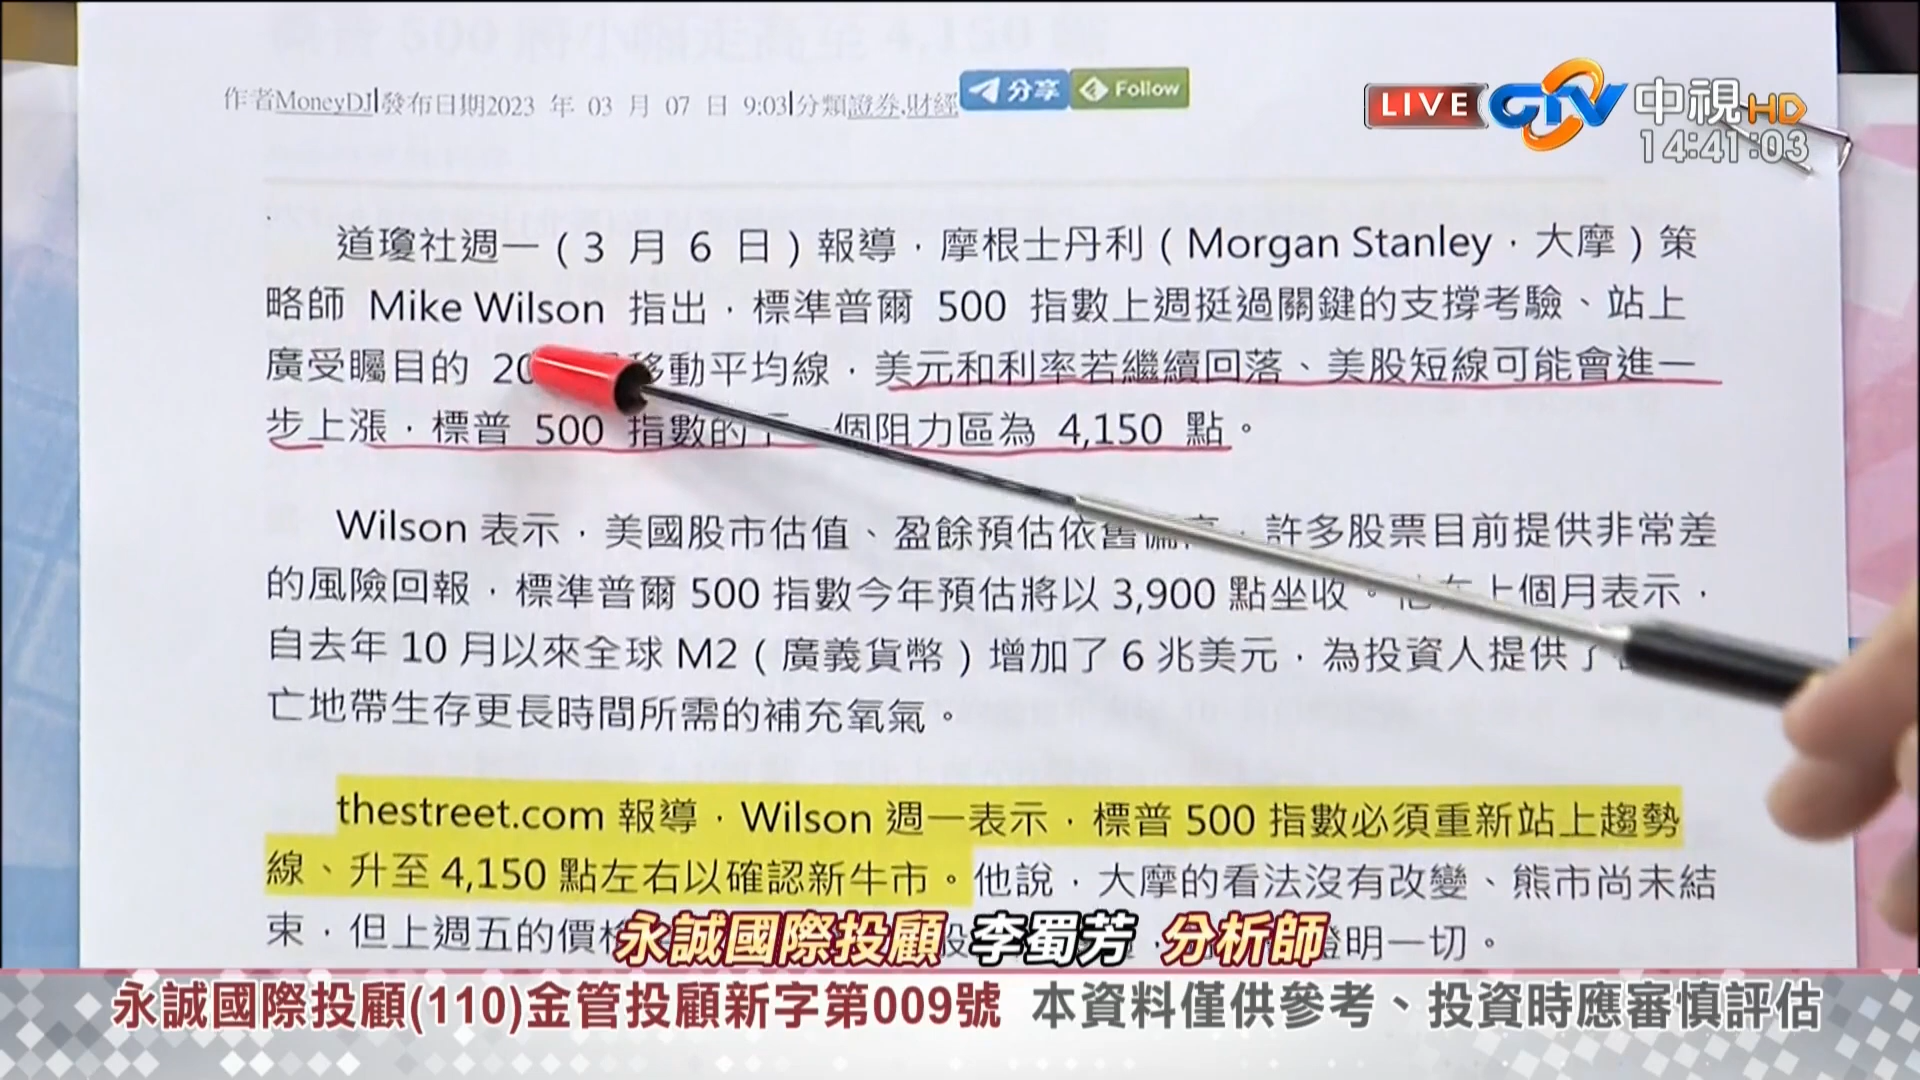 作者MoneyDJ|發布日期2023 年 03 月 07 日 9:03|分類證券,財經 分享 Follow
LIVE CTV 中視HD
14:41:03
道瓊社週一（3 月 6 日）報導，摩根士丹利（Morgan Stanley，大摩）策
略師 Mike Wilson 指出，標準普爾 500 指數上週挺過關鍵的支撐考驗、站上
廣受矚目的 移動平均線，美元和利率若繼續回落、美股短線可能會進一
步上漲，標普 500 指數的下一個阻力區為 4,150 點。
Wilson 表示，美國股市估值、盈餘預估依舊偏高，許多股票目前提供非常差
的風險回報，標準普爾 500 指數今年預估將以 3,900 點坐收。他在上個月表示，
自去年 10 月以來全球 M2（廣義貨幣）增加了 6 兆美元，為投資人提供了
亡地帶生存更長時間所需的補充氧氣。
thestreet.com 報導，Wilson 週一表示，標普 500 指數必須重新站上趨勢
線、升至 4,150 點左右以確認新牛市。他說，大摩的看法沒有改變、熊市尚未結
束，但上週五的價格 證明一切。
永誠國際投顧 李蜀芳 分析師
永誠國際投顧(110)金管投顧新字第009號 本資料僅供參考、投資時應審慎評估